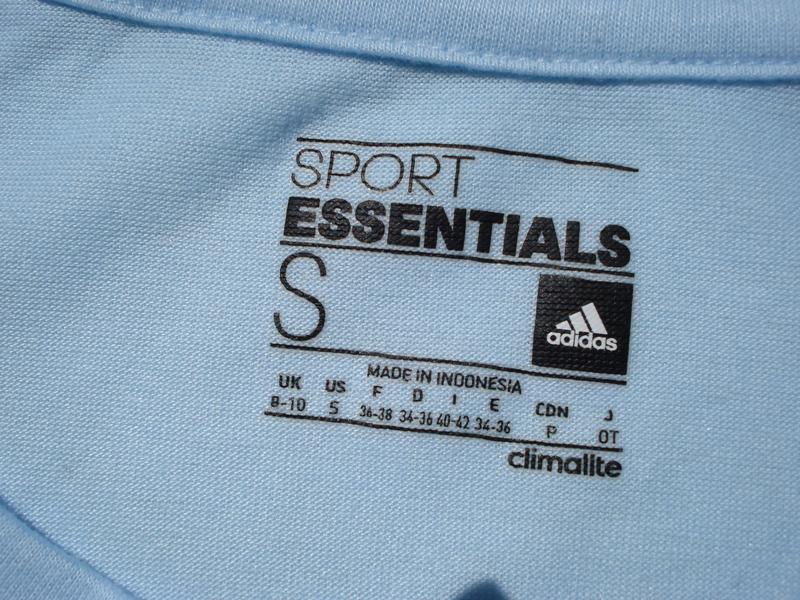 SPORT
ESSENTIALS
S
adidas
MADE IN INDONESIA
UK US F D I E CDN J
8-10 S 36-38 34-36 40-42 34-36 P OT
climalite